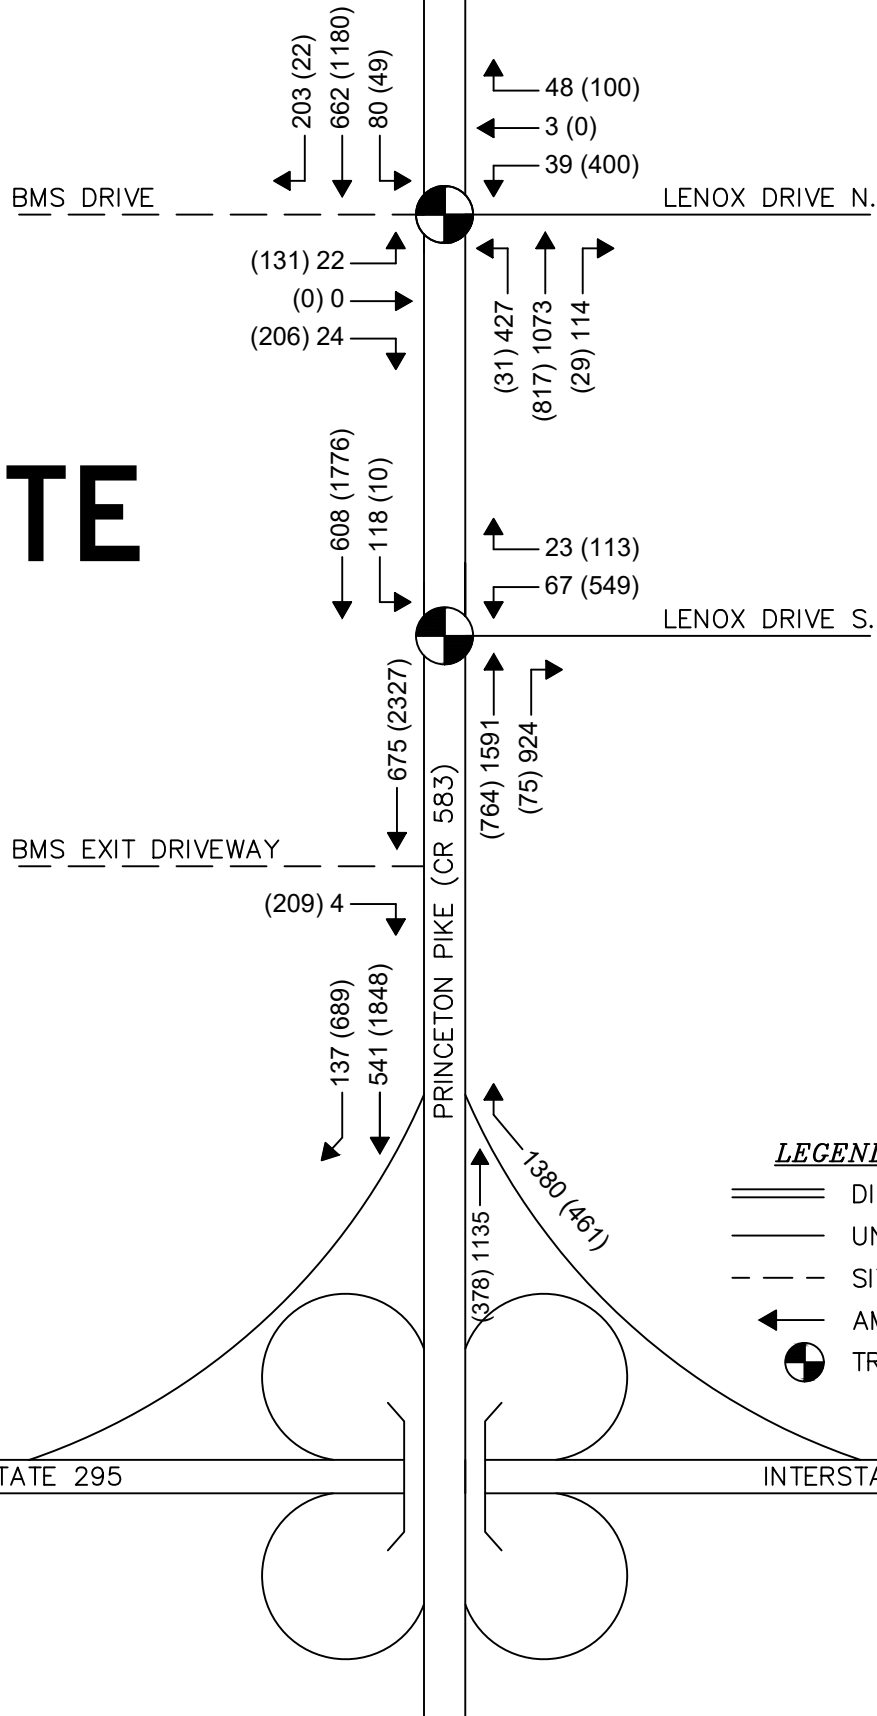 203 (22)
662 (1180)
80 (49)
48 (100)
3 (0)
39 (400)
BMS DRIVE
LENOX DRIVE N.
(131) 22
(0) 0
(206) 24
(31) 427
(817) 1073
(29) 114
TE
608 (1776)
118 (10)
23 (113)
67 (549)
LENOX DRIVE S.
675 (2327)
(764) 1591
(75) 924
PRINCETON PIKE (CR 583)
BMS EXIT DRIVEWAY
(209) 4
137 (689)
541 (1848)
1380 (461)
(378) 1135
LEGEN
DI
UN
SI
AM
TR
TATE 295
INTERSTA